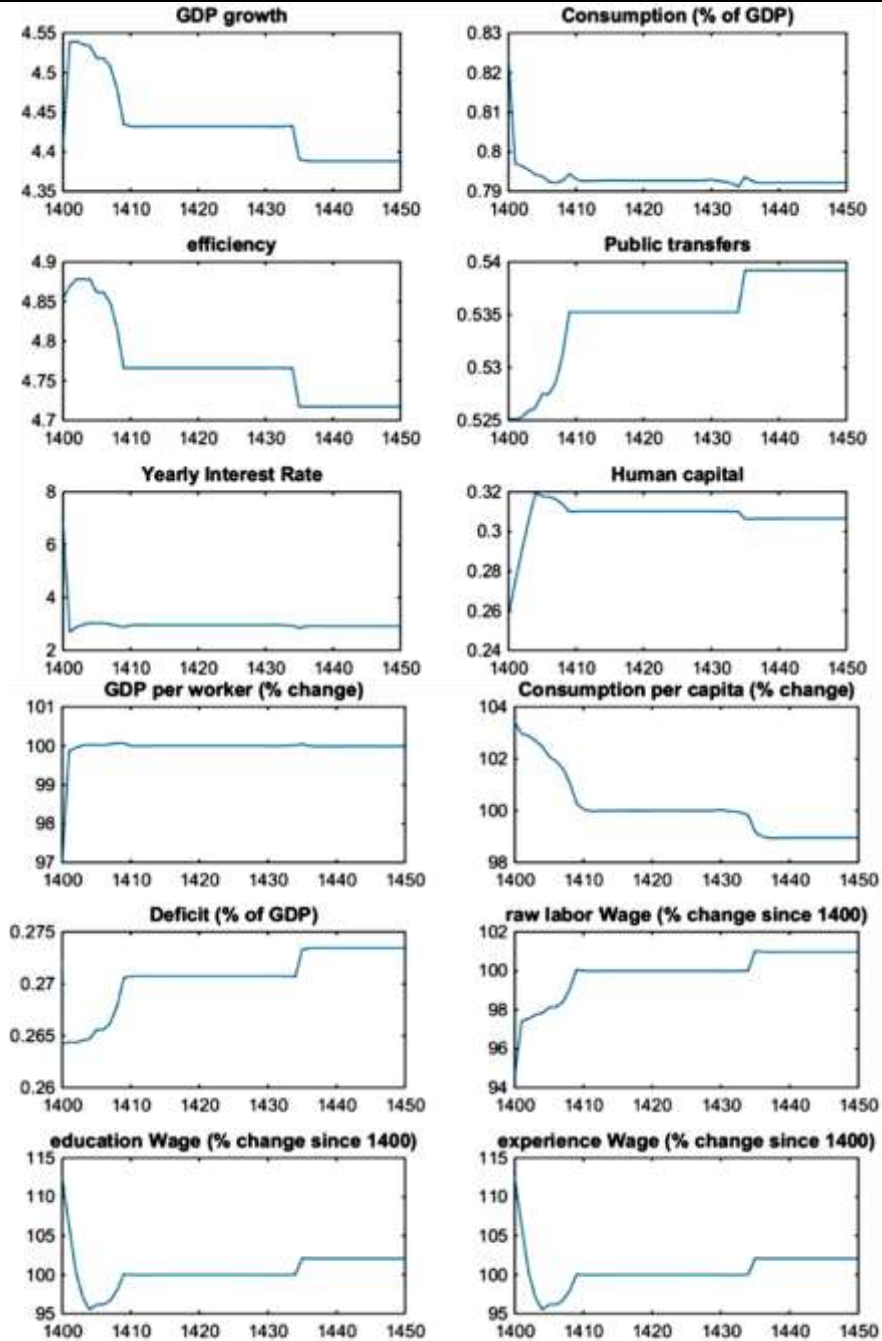 GDP growth
4.55
4.5
4.45
4.4
4.35
1400 1410 1420 1430 1440 1450
Consumption (% of GDP)
0.83
0.82
0.81
0.8
0.79
1400 1410 1420 1430 1440 1450
efficiency
4.9
4.85
4.8
4.75
4.7
1400 1410 1420 1430 1440 1450
Public transfers
0.54
0.535
0.53
0.525
1400 1410 1420 1430 1440 1450
Yearly Interest Rate
8
6
4
2
1400 1410 1420 1430 1440 1450
Human capital
0.32
0.3
0.28
0.26
0.24
1400 1410 1420 1430 1440 1450
GDP per worker (% change)
101
100
99
98
97
1400 1410 1420 1430 1440 1450
Consumption per capita (% change)
104
102
100
98
1400 1410 1420 1430 1440 1450
Deficit (% of GDP)
0.275
0.27
0.265
0.26
1400 1410 1420 1430 1440 1450
raw labor Wage (% change since 1400)
102
100
98
96
94
1400 1410 1420 1430 1440 1450
education Wage (% change since 1400)
115
110
105
100
95
1400 1410 1420 1430 1440 1450
experience Wage (% change since 1400)
115
110
105
100
95
1400 1410 1420 1430 1440 1450